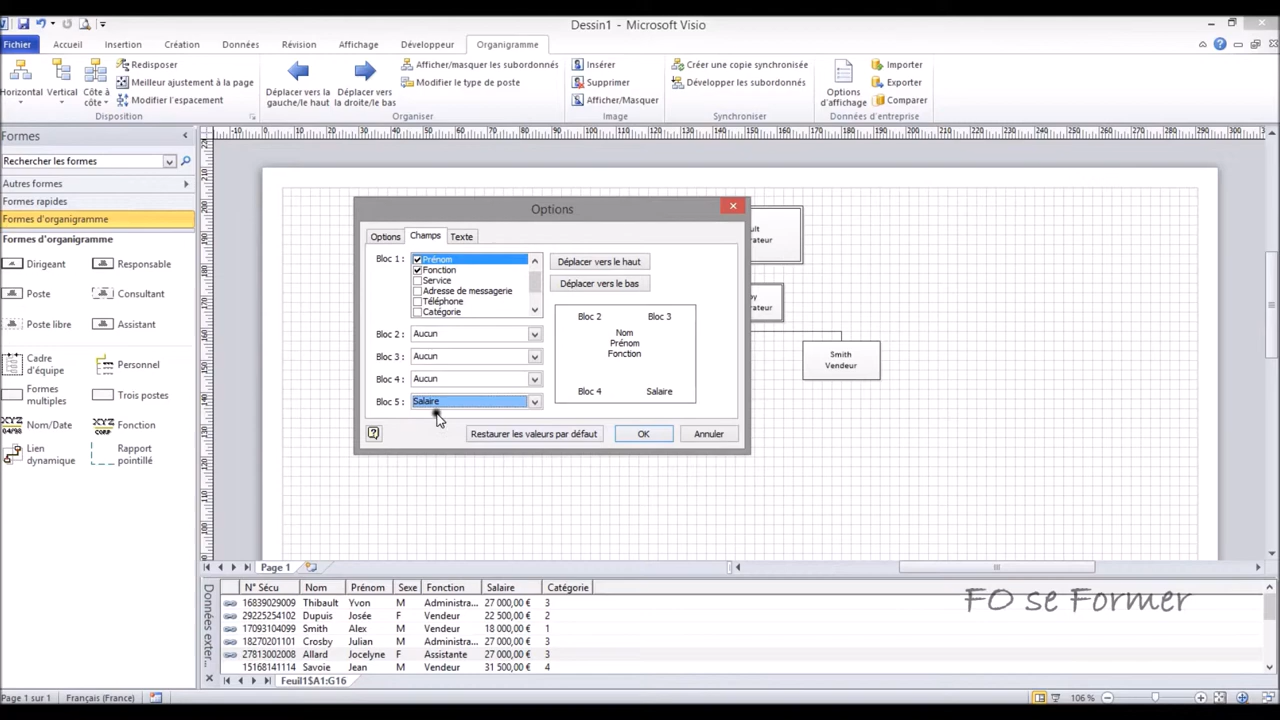 Dessin1 - Microsoft Visio
Fichier Accueil Insertion Création Données Révision Affichage Développeur Organigramme
Redisposer
Meilleur ajustement à la page
Modifier l'espacement
Horizontal Vertical Côte à côte
Disposition
Déplacer vers la gauche/le haut
Déplacer vers la droite/le bas
Afficher/masquer les subordonnés
Modifier le type de poste
Organiser
Insérer
Supprimer
Afficher/Masquer
Image
Créer une copie synchronisée
Développer les subordonnés
Synchroniser
Options d'affichage
Importer
Exporter
Comparer
Données d'entreprise
Formes
Rechercher les formes
Autres formes
Formes rapides
Formes d'organigramme
Formes d'organigramme
Dirigeant Responsable
Poste Consultant
Poste libre Assistant
Cadre d'équipe Personnel
Formes multiples Trois postes
Nom/Date Fonction
Lien dynamique Rapport pointillé
Options
Options Champs Texte
Bloc 1 :
Prénom
Fonction
Service
Adresse de messagerie
Téléphone
Catégorie
Déplacer vers le haut
Déplacer vers le bas
Bloc 2 : Aucun
Bloc 3 : Aucun
Bloc 4 : Aucun
Bloc 5 : Salaire
Bloc 2 Bloc 3
Nom
Prénom
Fonction
Bloc 4 Salaire
Restaurer les valeurs par défaut OK Annuler
Smith
Vendeur
Page 1
N° Sécu Nom Prénom Sexe Fonction Salaire Catégorie
16839029009 Thibault Yvon M Administra... 27 000,00 € 3
29225254102 Dupuis Josée F Vendeur 22 500,00 € 2
17093104099 Smith Alex M Vendeur 18 000,00 € 1
18270201101 Crosby Julian M Administra... 27 000,00 € 3
27813002008 Allard Jocelyne F Assistante 27 000,00 € 3
15168141114 Savoie Jean M Vendeur 31 500,00 € 4
Feuil1$A1:G16
FO se Former
Page 1 sur 1 Français (France) 106 %